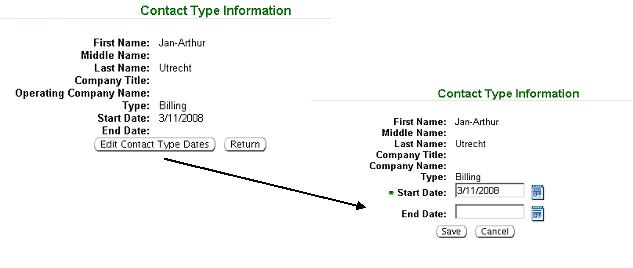 Contact Type Information
First Name: Jan-Arthur
Middle Name:
Last Name: Utrecht
Company Title:
Operating Company Name:
Type: Billing
Start Date: 3/11/2008
End Date:
Edit Contact Type Dates Return
Contact Type Information
First Name: Jan-Arthur
Middle Name:
Last Name: Utrecht
Company Title:
Company Name:
Type: Billing
* Start Date: 3/11/2008
End Date:
Save Cancel